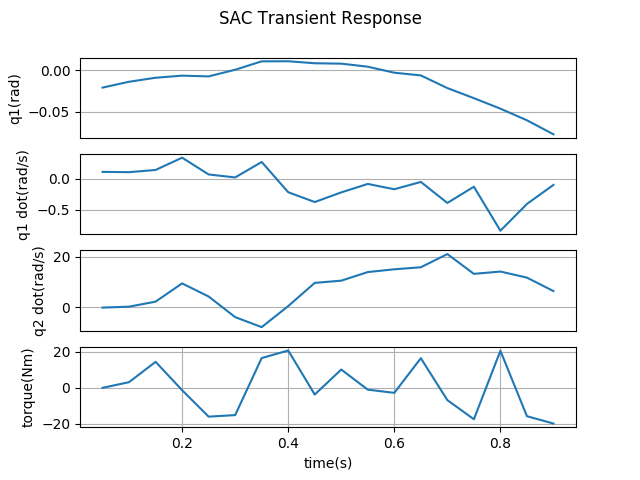 SAC Transient Response
0.00
−0.05
q1(rad)
0.0
−0.5
q1 dot(rad/s)
20
0
q2 dot(rad/s)
20
0
−20
torque(Nm)
0.2 0.4 0.6 0.8
time(s)